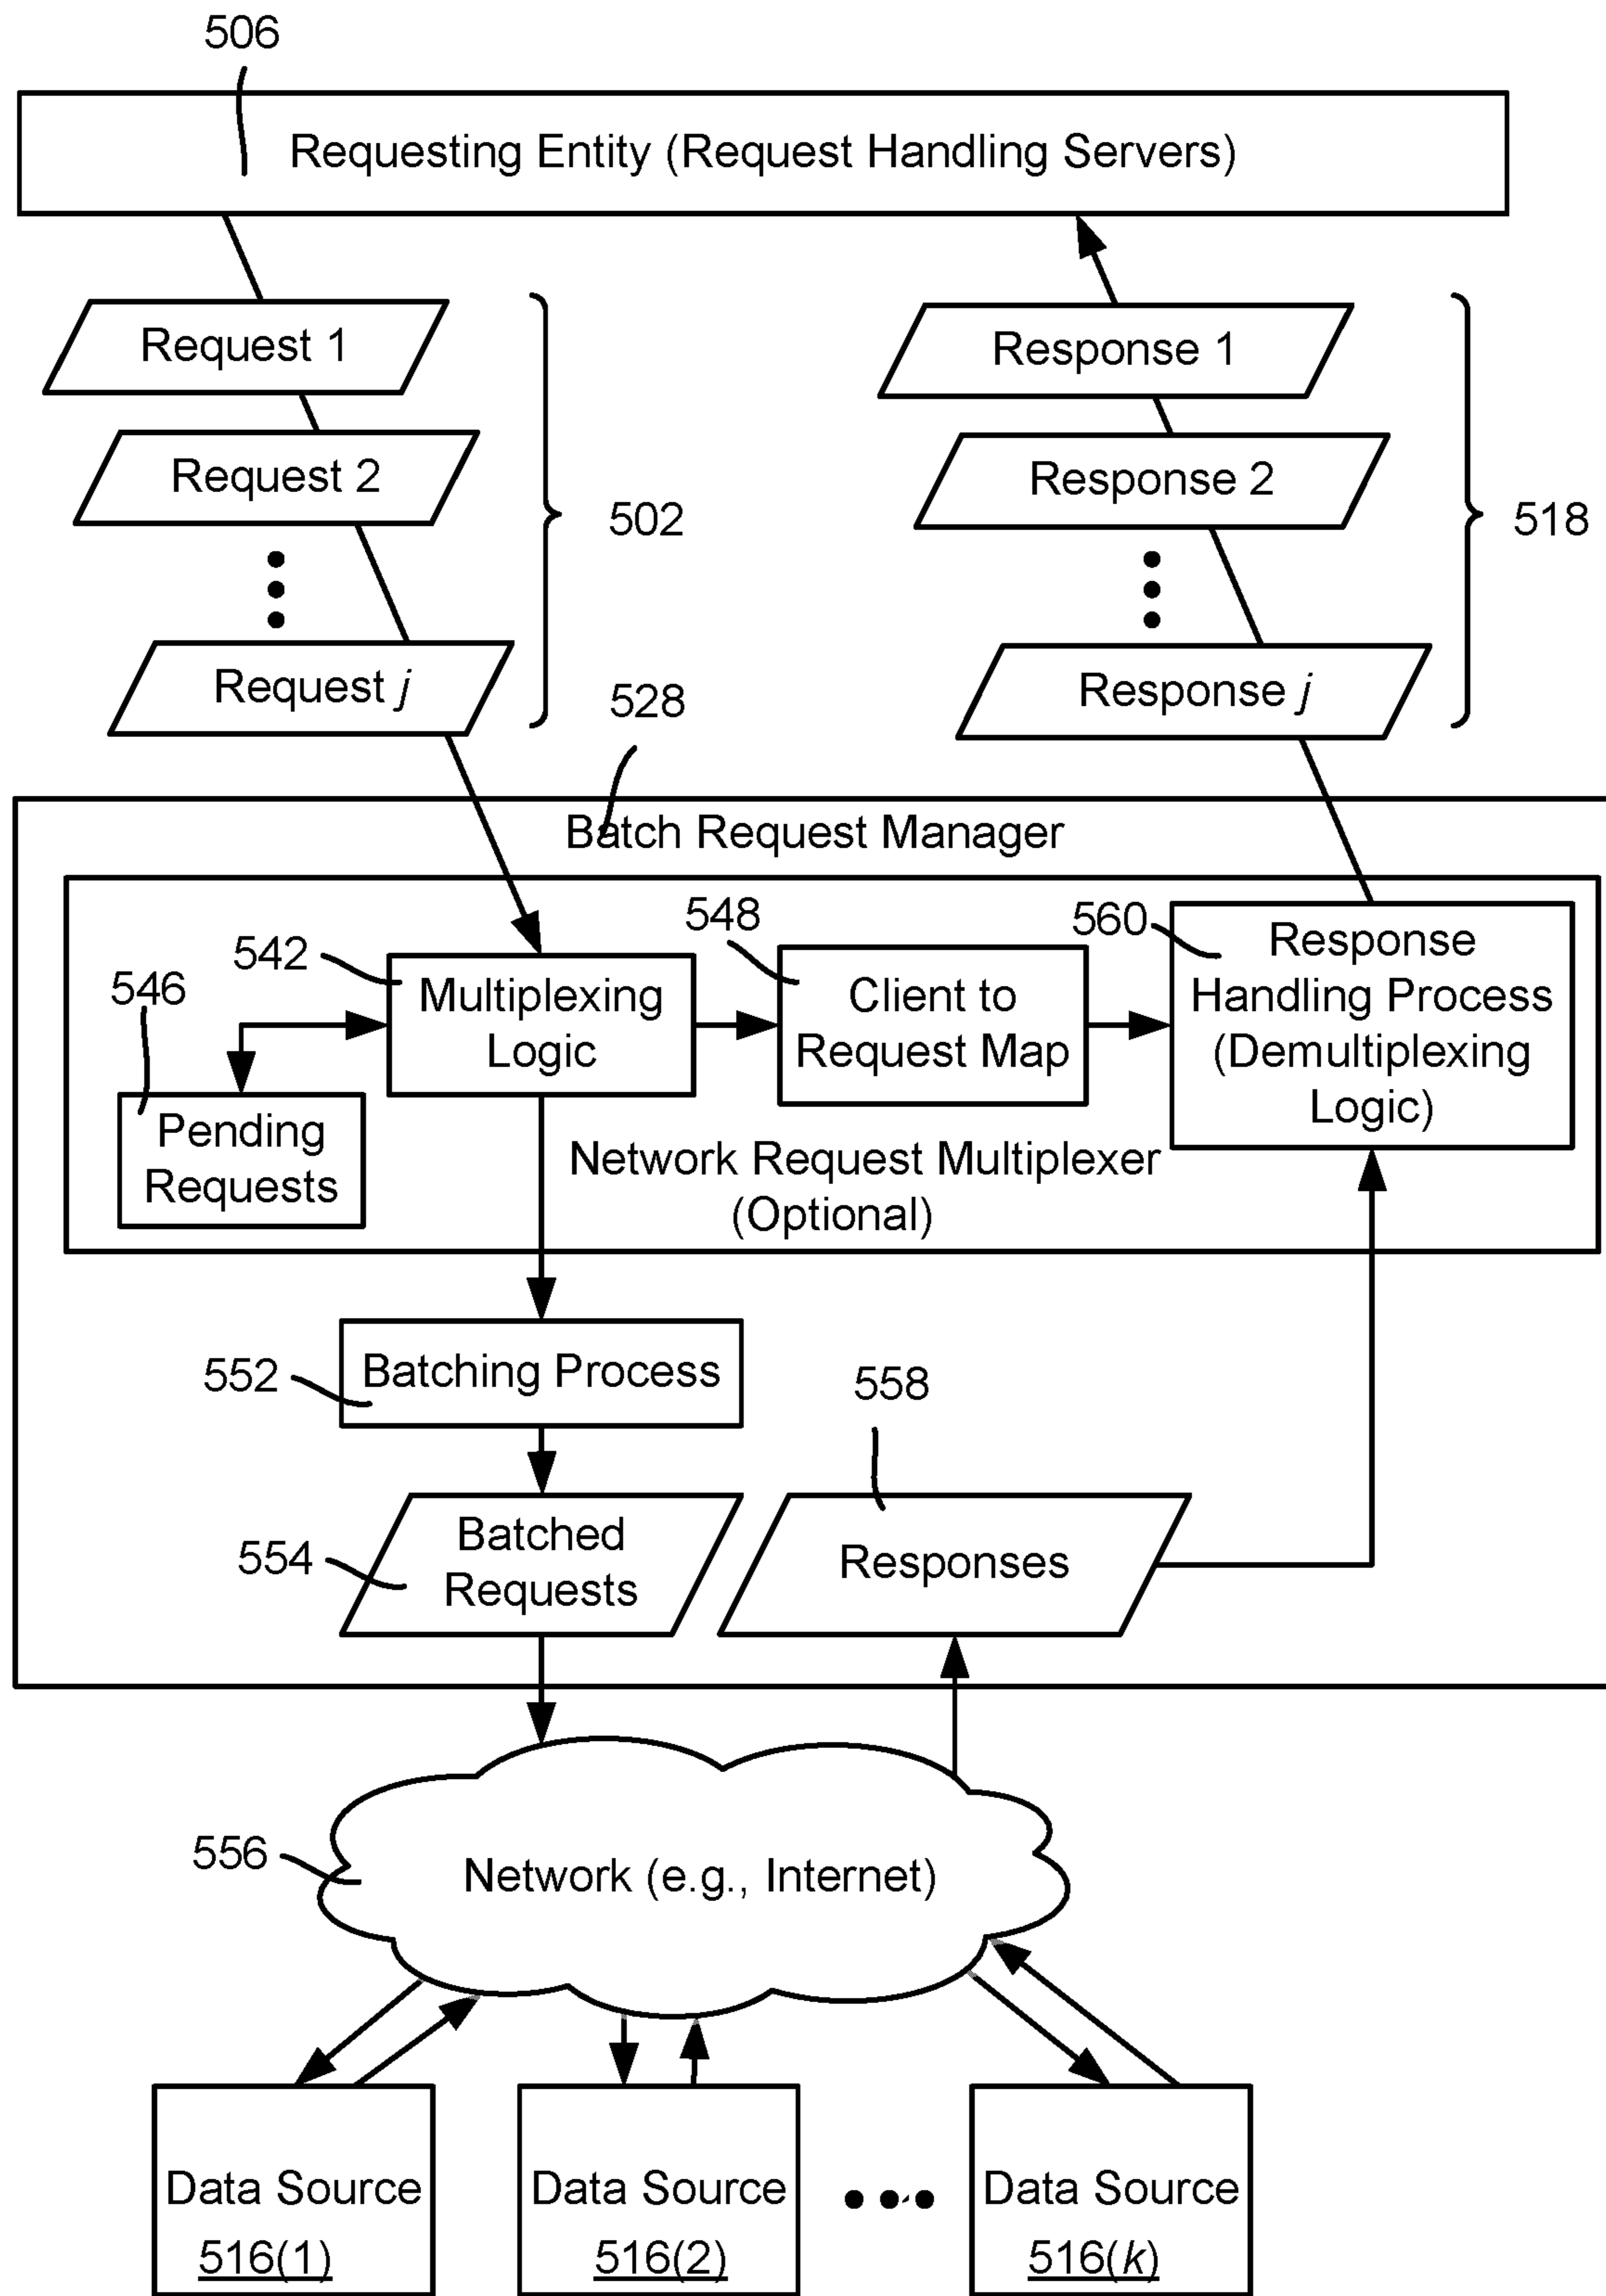 506
Requesting Entity (Request Handling Servers)
Request 1
Response 1
Request 2
Response 2
502
518
Request j
Response j
528
Batch Request Manager
548
560
542
546
Multiplexing
Logic
Client to
Request Map
Response
Handling Process
(Demultiplexing
Logic)
Pending
Requests
Network Request Multiplexer
(Optional)
552
Batching Process
558
554
Batched
Requests
Responses
556
Network (e.g., Internet)
Data Source
516(1)
Data Source
516(2)
Data Source
516(k)